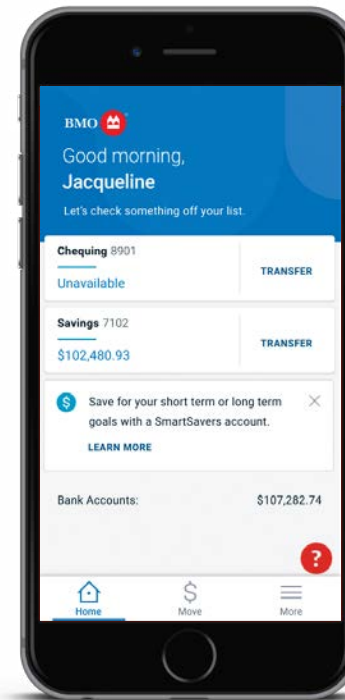 BMO
Good morning,
Jacqueline
Let's check something off your list.
Chequing 8901
Unavailable
TRANSFER
Savings 7102
$102,480.93
TRANSFER
$ Save for your short term or long term
goals with a SmartSavers account.
LEARN MORE
Bank Accounts: $107,282.74
?
$
Home Move More